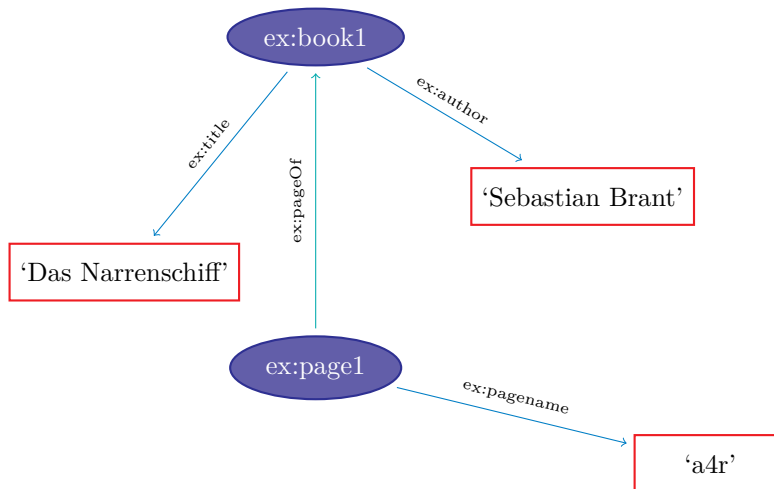 ex:book1
ex:author
ex:title
‘Sebastian Brant’
ex:pageOf
‘Das Narrenschiff’
ex:page1
ex:pagename
‘a4r’